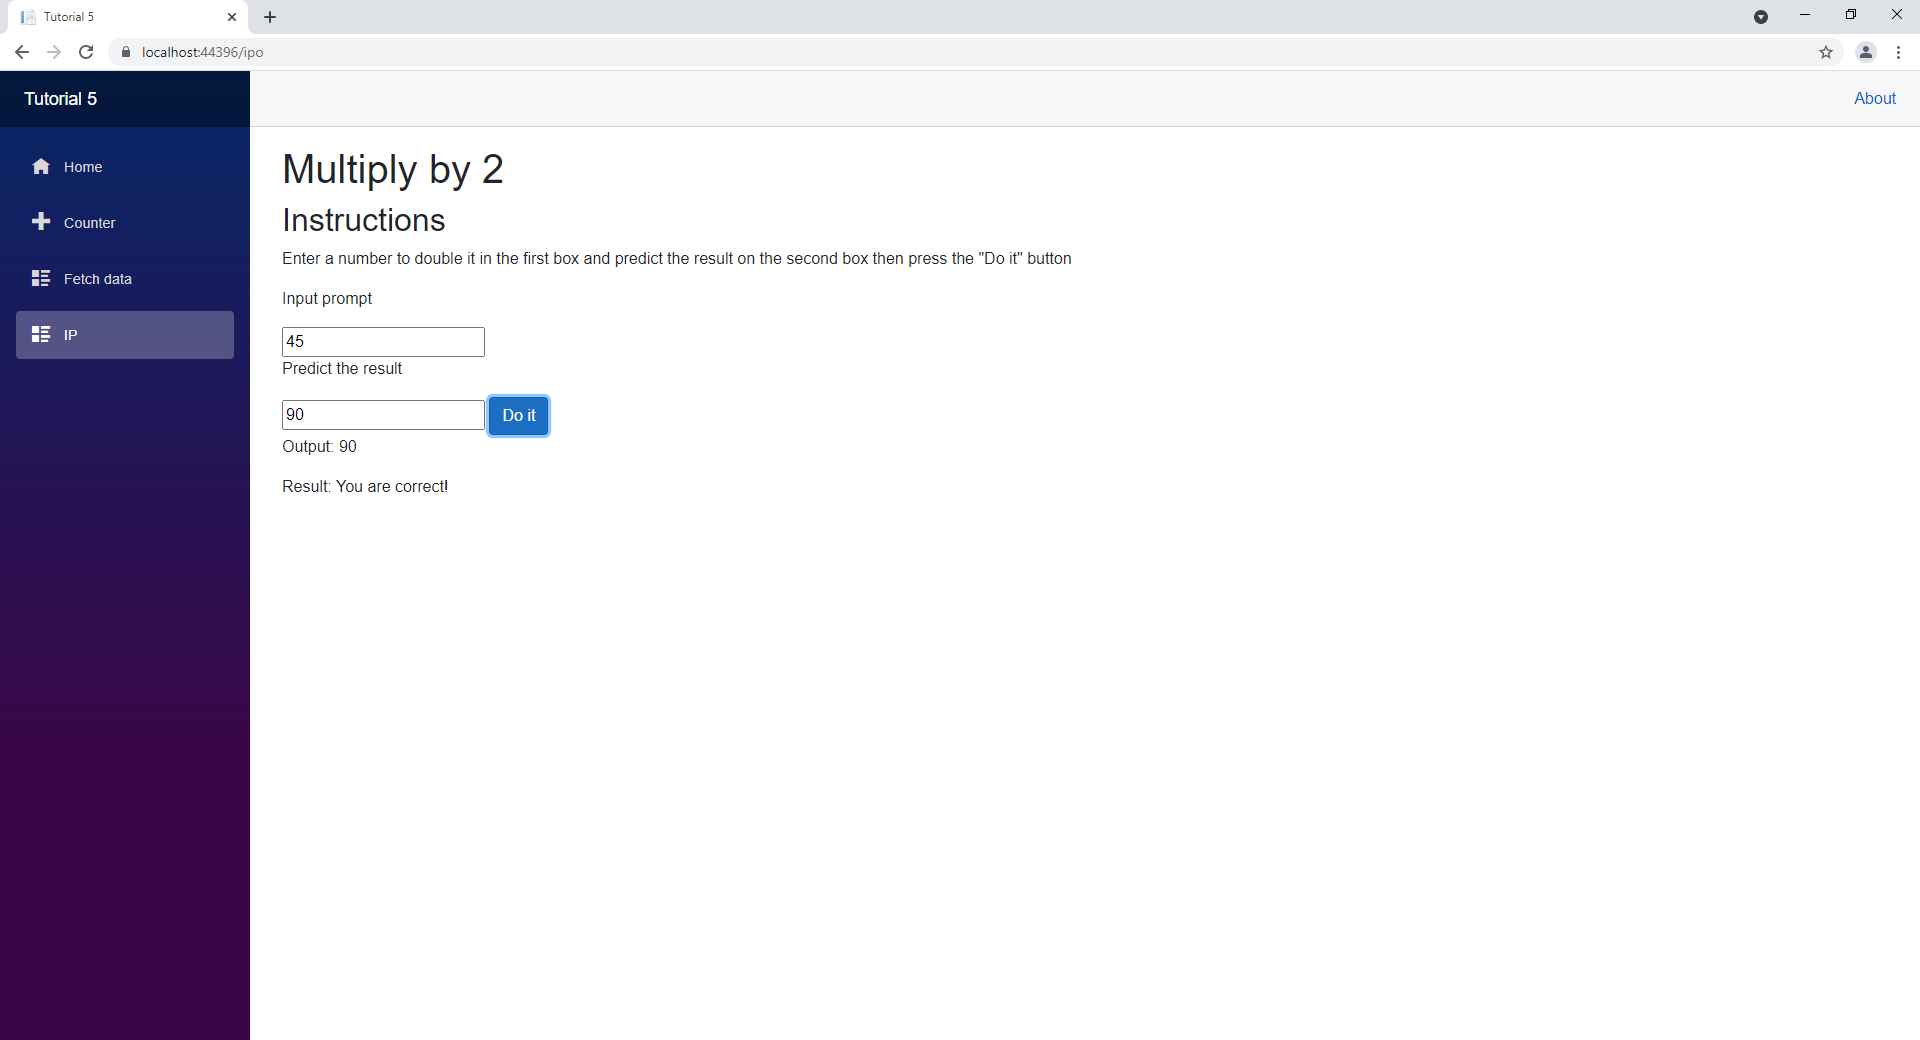 Tutorial 5
localhost:44396/ipo
Tutorial 5
About
Home
Counter
Fetch data
IP
Multiply by 2
Instructions
Enter a number to double it in the first box and predict the result on the second box then press the "Do it" button
Input prompt
45
Predict the result
90 Do it
Output: 90
Result: You are correct!